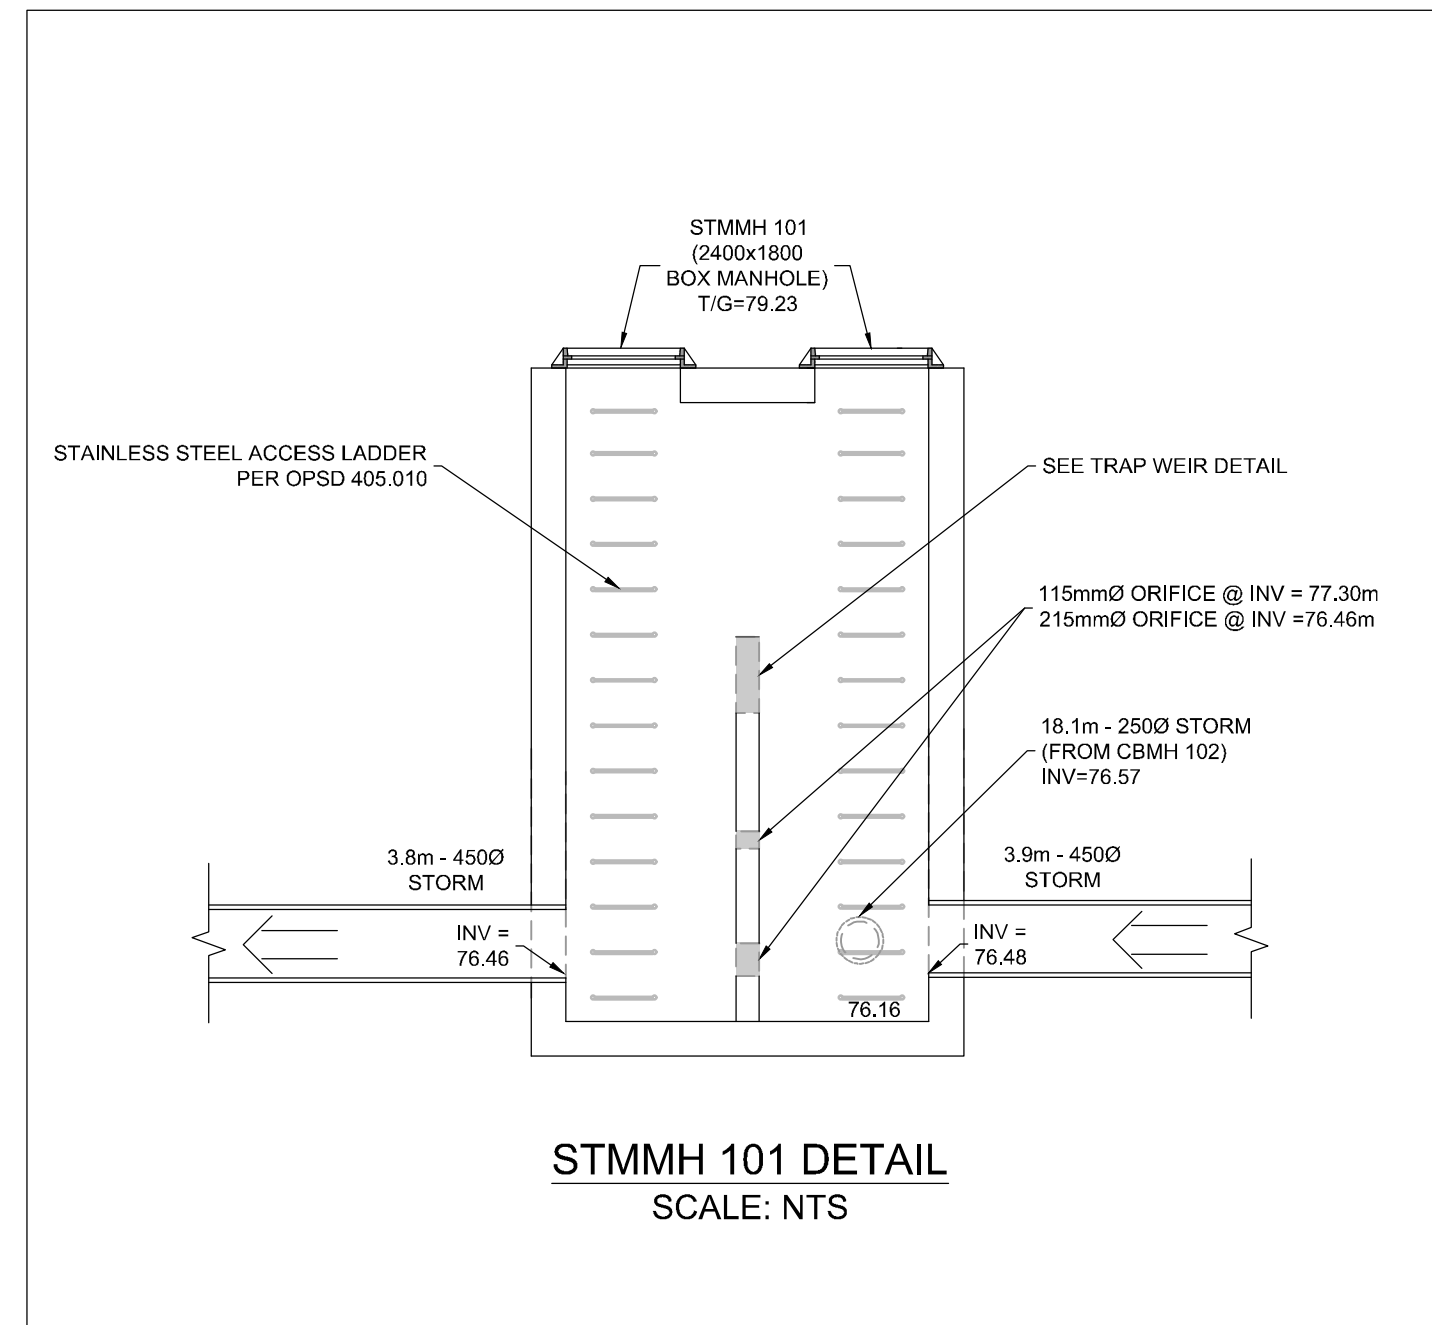 STMMH 101
(2400x1800
BOX MANHOLE)
T/G=79.23
STAINLESS STEEL ACCESS LADDER
PER OPSD 405.010
SEE TRAP WEIR DETAIL
115mmØ ORIFICE @ INV = 77.30m
215mmØ ORIFICE @ INV =76.46m
18.1m - 250Ø STORM
(FROM CBMH 102)
INV=76.57
3.8m - 450Ø
STORM
3.9m - 450Ø
STORM
INV =
76.46
INV =
76.48
76.16
STMMH 101 DETAIL
SCALE: NTS